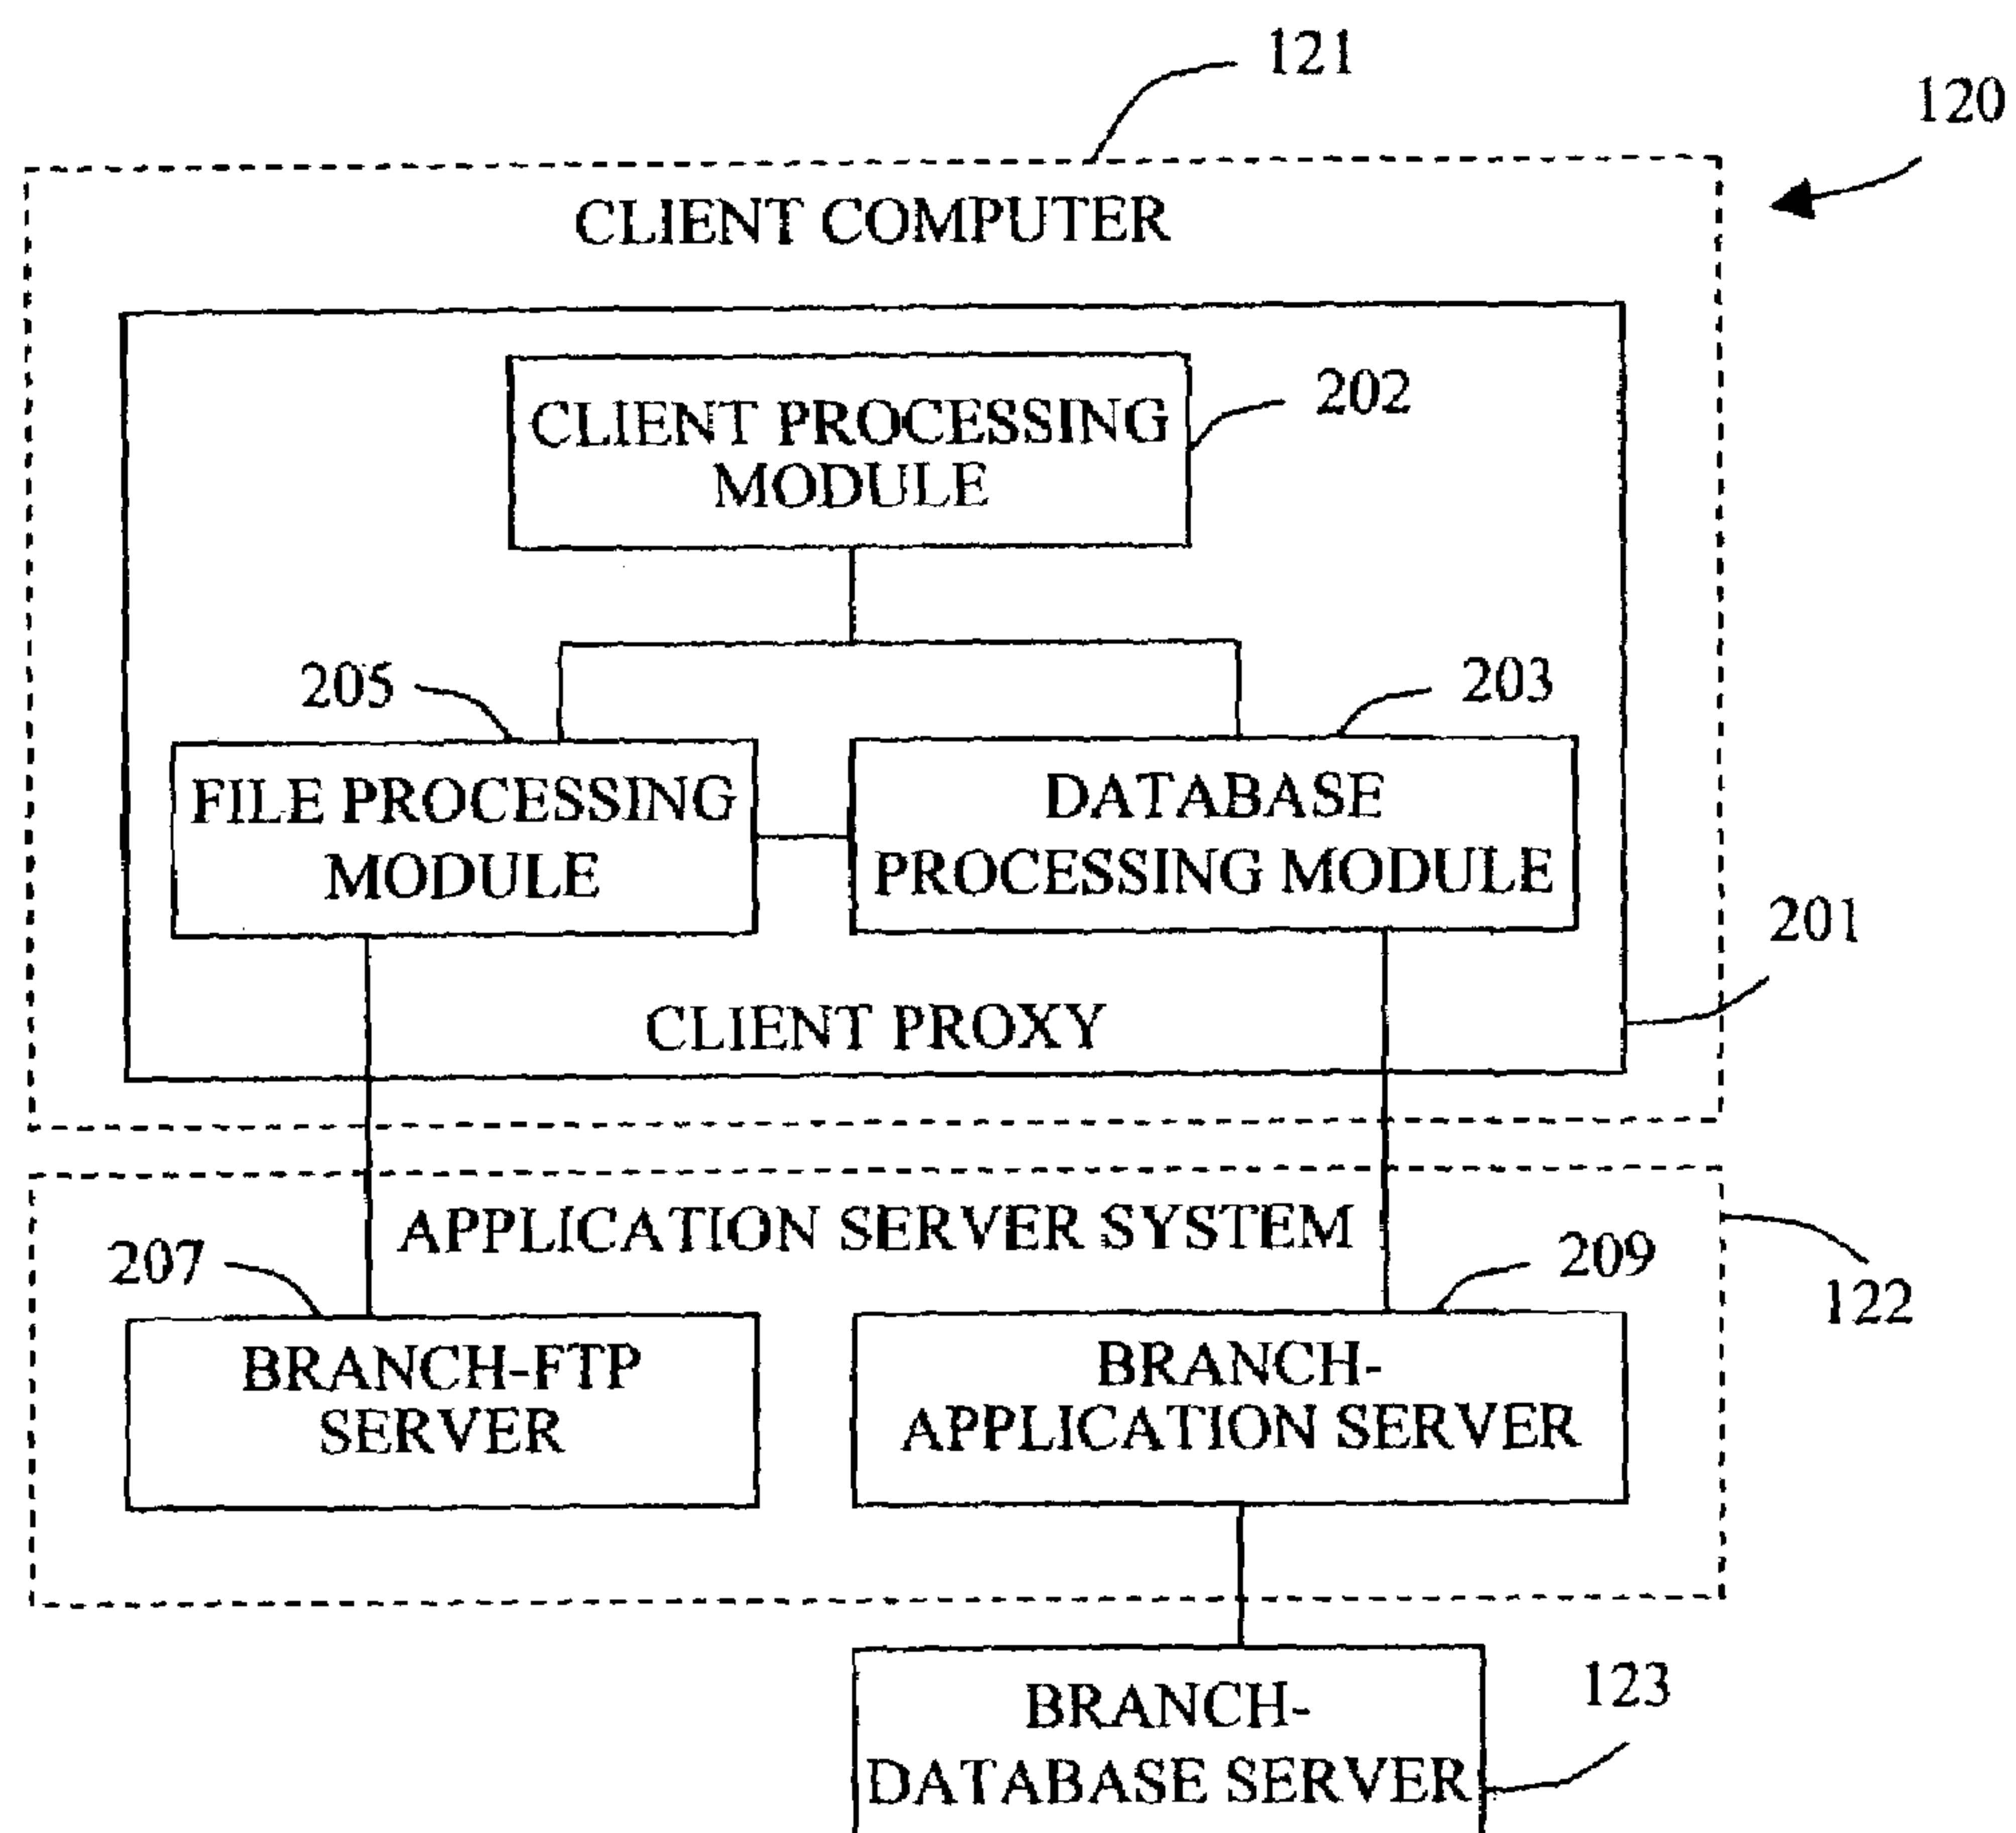 121
120
CLIENT COMPUTER
CLIENT PROCESSING
MODULE
202
205
203
FILE PROCESSING
MODULE
DATABASE
PROCESSING MODULE
201
CLIENT PROXY
APPLICATION SERVER SYSTEM
207
209
122
BRANCH-FTP
SERVER
BRANCH-
APPLICATION SERVER
BRANCH-
DATABASE SERVER
123